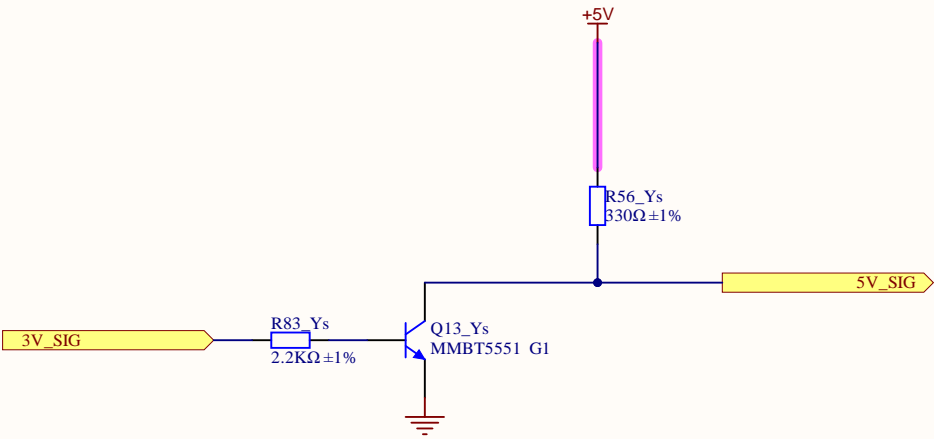 +5V
R56_Ys
330Ω±1%
5V_SIG
3V_SIG
R83_Ys
2.2KΩ±1%
Q13_Ys
MMBT5551 G1